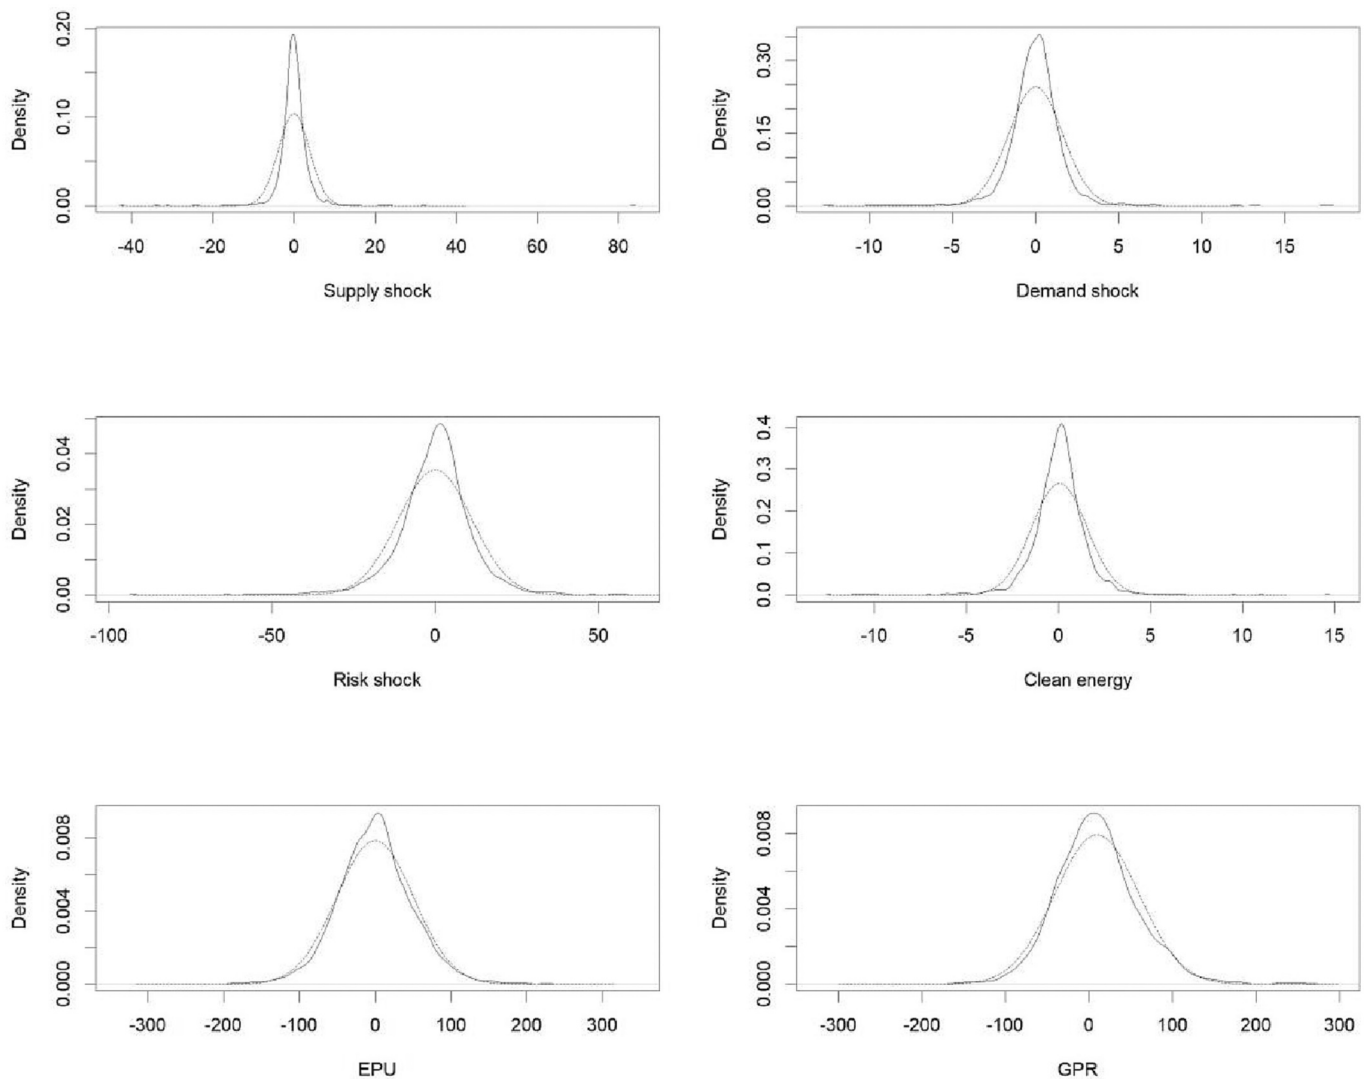 Density
0.00 0.10 0.20
-40 -20 0 20 40 60 80
Supply shock
Density
0.00 0.15 0.30
-10 -5 0 5 10 15
Demand shock
Density
0.00 0.02 0.04
-100 -50 0 50
Risk shock
Density
0.0 0.1 0.2 0.3 0.4
-10 -5 0 5 10 15
Clean energy
Density
0.000 0.004 0.008
-300 -200 -100 0 100 200 300
EPU
Density
0.000 0.004 0.008
-300 -200 -100 0 100 200 300
GPR